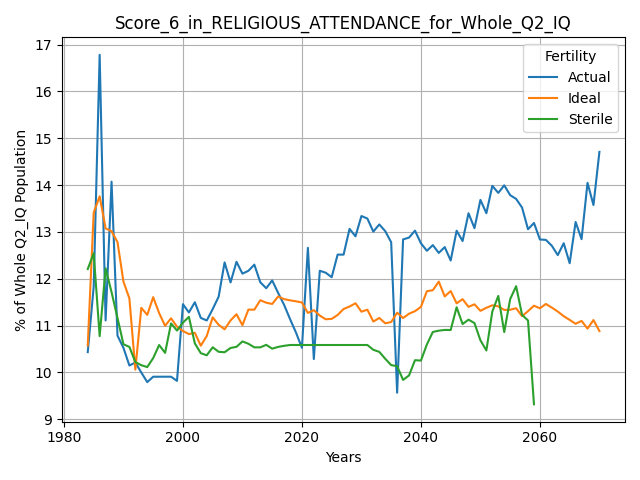 Score_6_in_RELIGIOUS_ATTENDANCE_for_Whole_Q2_IQ
% of Whole Q2_IQ Population
17
16
15
14
13
12
11
10
9
Fertility
Actual
Ideal
Sterile
1980 2000 2020 2040 2060
Years